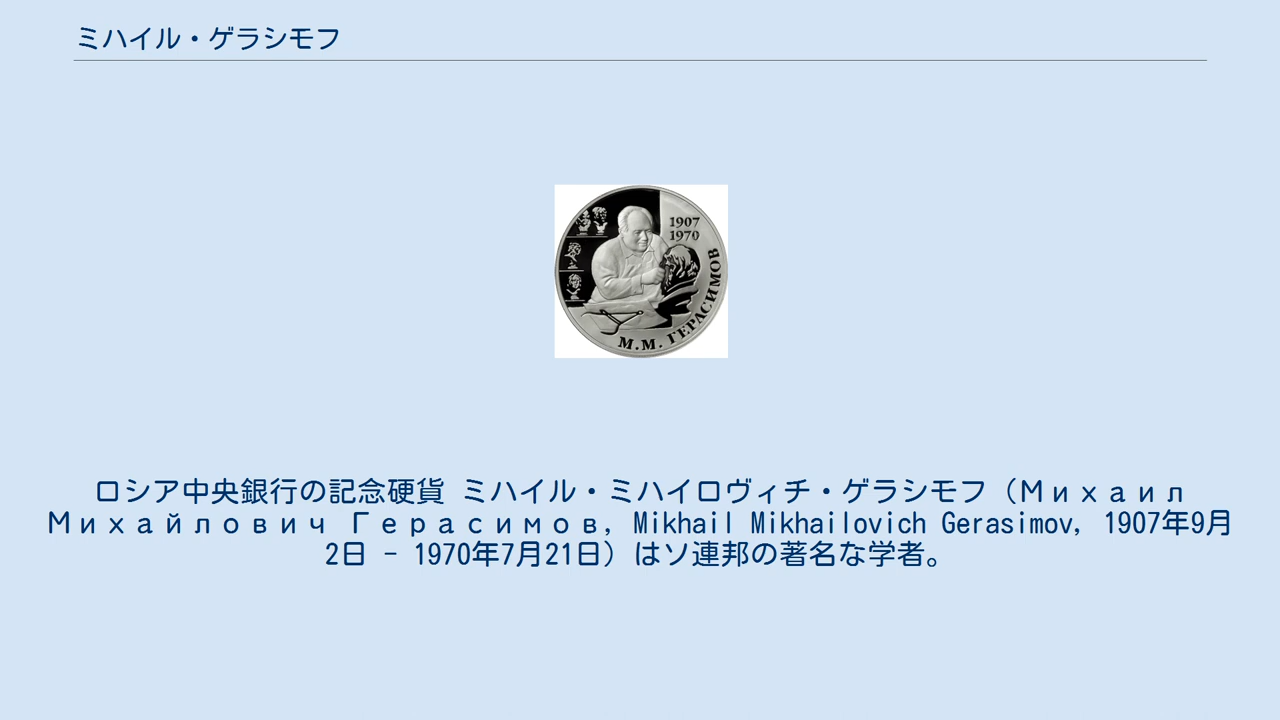 ミハイル・ゲラシモフ
1907
1970
М.М. ГЕРАСИМОВ
ロシア中央銀行の記念硬貨 ミハイル・ミハイロヴィチ・ゲラシモフ（Михаил
Михайлович Герасимов, Mikhail Mikhailovich Gerasimov, 1907年9月
2日 - 1970年7月21日）はソ連邦の著名な学者。